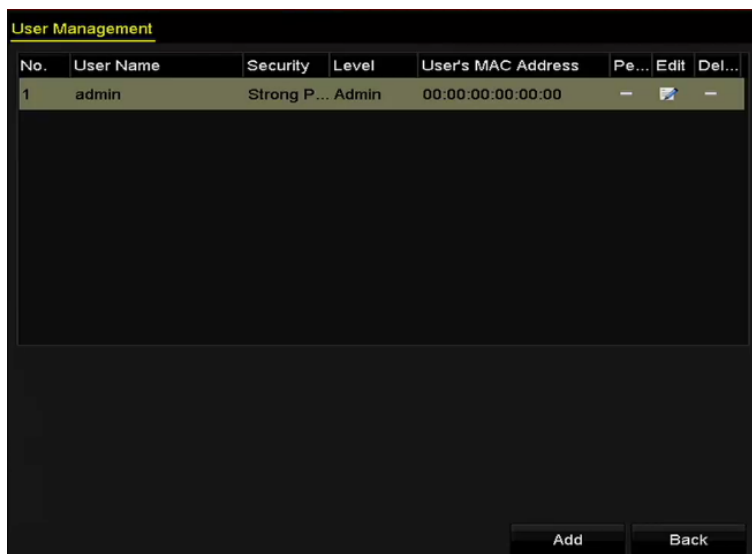 User Management
No. User Name Security Level User's MAC Address Pe... Edit Del...
1 admin Strong P... Admin 00:00:00:00:00:00 – –
Add Back